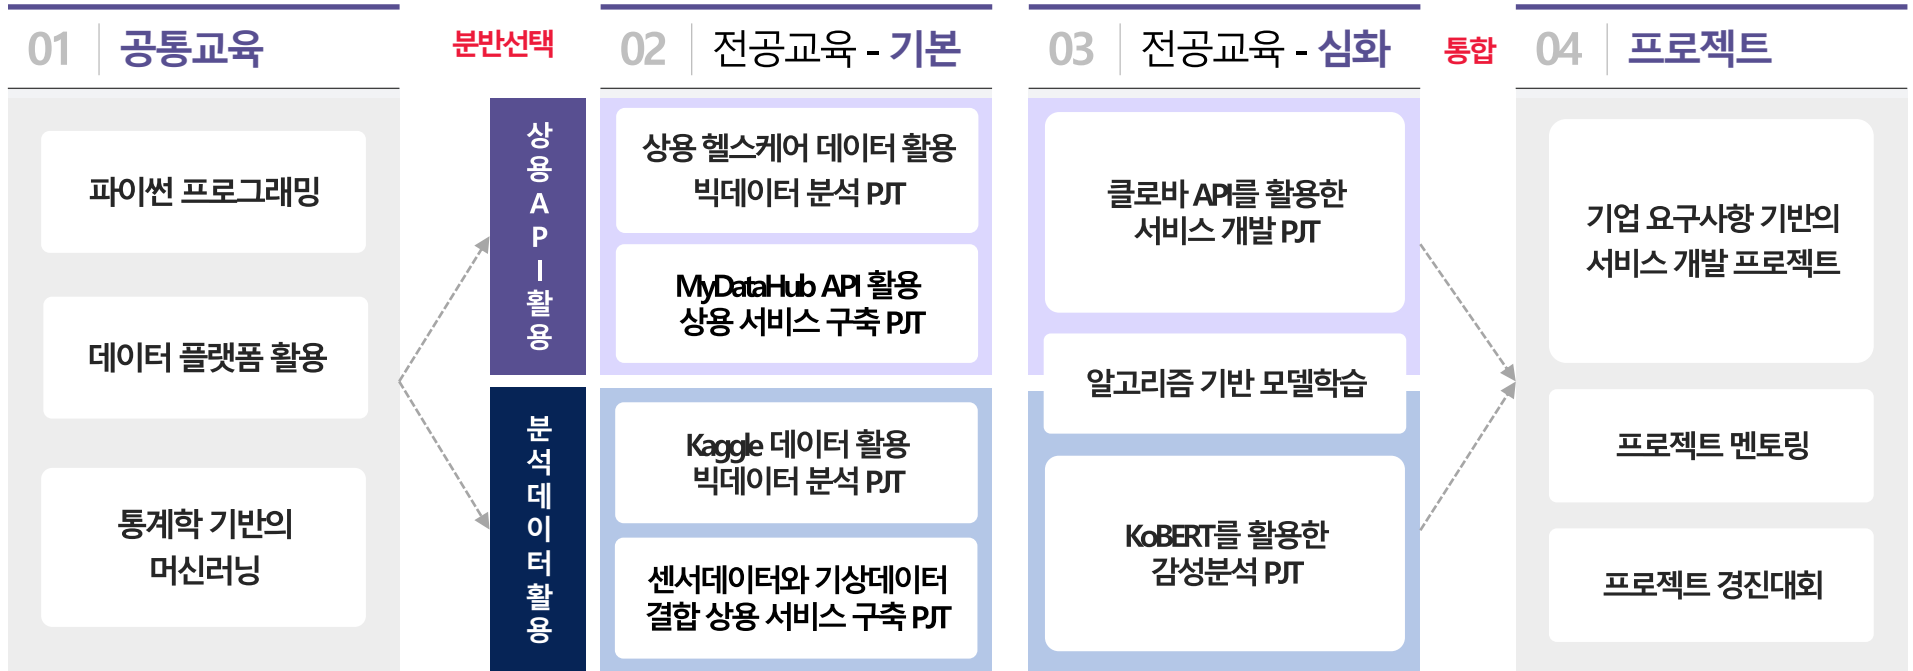 01 공통교육
파이썬 프로그래밍
데이터 플랫폼 활용
통계학 기반의
머신러닝
분반선택
상용API활용
분석데이터활용
02 전공교육 - 기본
상용 헬스케어 데이터 활용
빅데이터 분석 PJT
MyDataHub API 활용
상용 서비스 구축 PJT
Kaggle 데이터 활용
빅데이터 분석 PJT
센서데이터와 기상데이터
결합 상용 서비스 구축 PJT
03 전공교육 - 심화
클로바 API를 활용한
서비스 개발 PJT
알고리즘 기반 모델학습
KoBERT를 활용한
감성분석 PJT
통합
04 프로젝트
기업 요구사항 기반의
서비스 개발 프로젝트
프로젝트 멘토링
프로젝트 경진대회